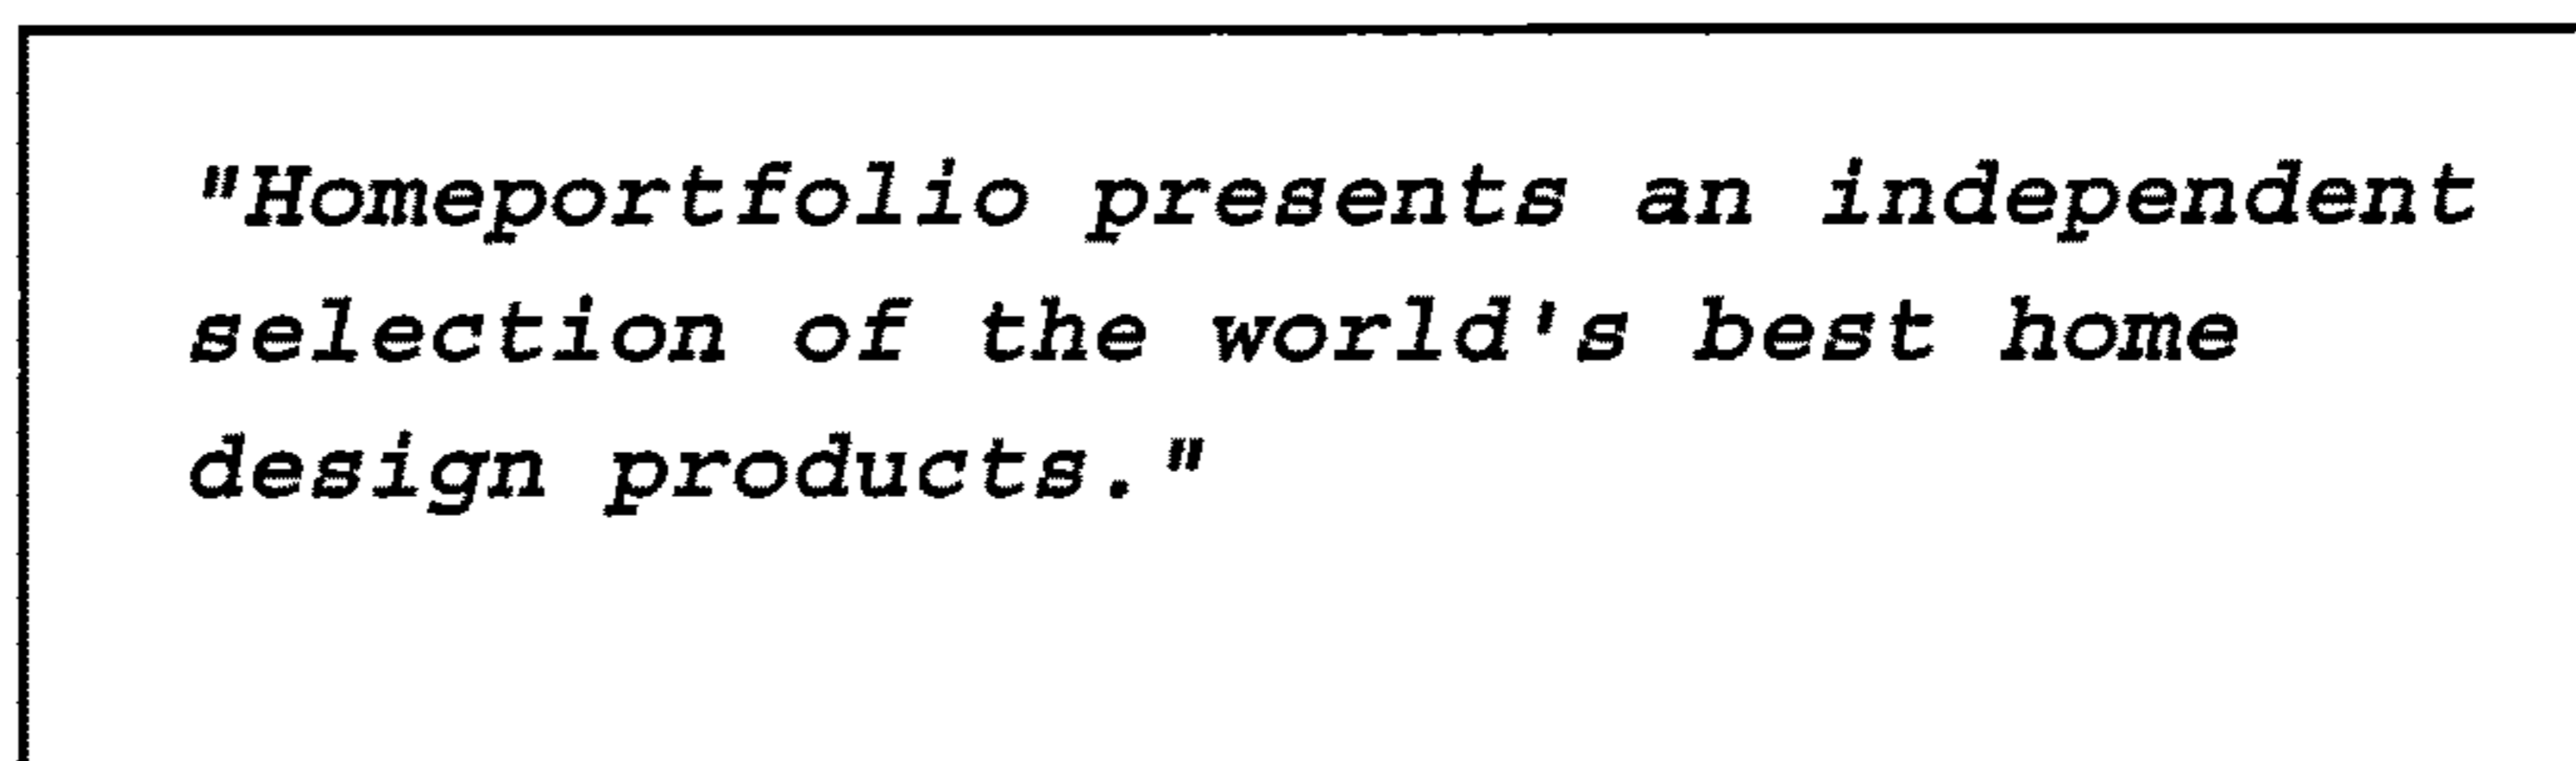 "Homeportfolio presents an independent
selection of the world's best home
design products."